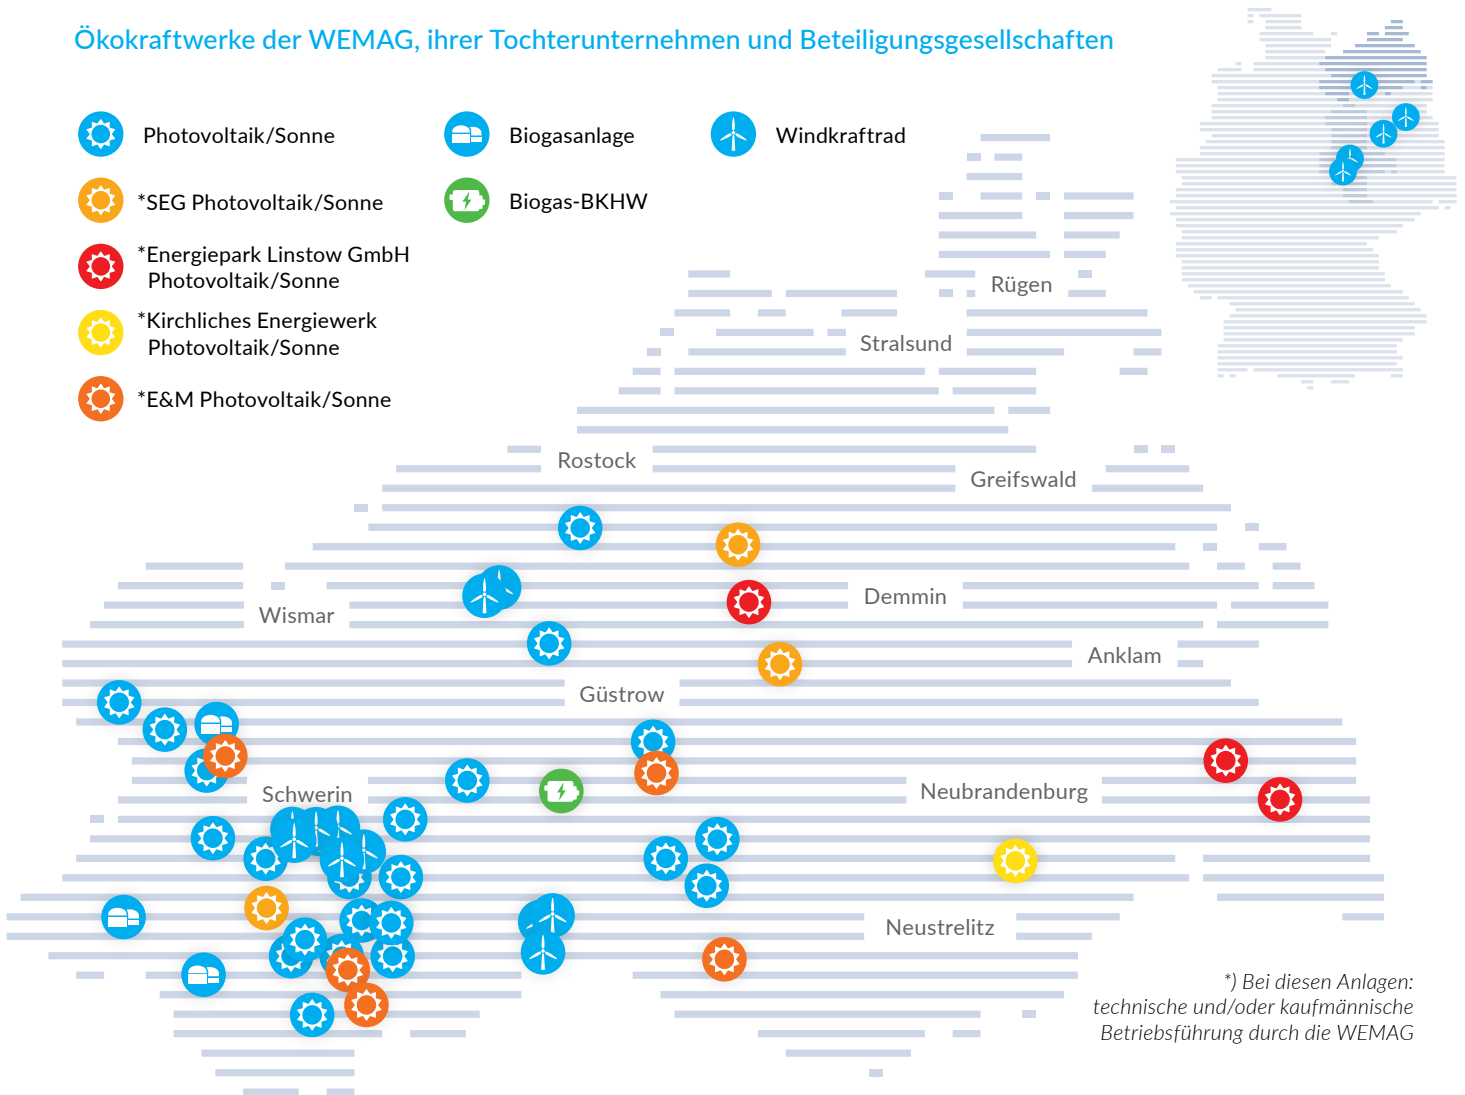 Ökokraftwerke der WEMAG, ihrer Tochterunternehmen und Beteiligungsgesellschaften
Photovoltaik/Sonne
Biogasanlage
Windkraftrad
*SEG Photovoltaik/Sonne
Biogas-BKHW
*Energiepark Linstow GmbH
Photovoltaik/Sonne
*Kirchliches Energiewerk
Photovoltaik/Sonne
*E&M Photovoltaik/Sonne
Rügen
Stralsund
Rostock
Greifswald
Demmin
Wismar
Anklam
Güstrow
Neubrandenburg
Schwerin
Neustrelitz
*) Bei diesen Anlagen:
technische und/oder kaufmännische
Betriebsführung durch die WEMAG